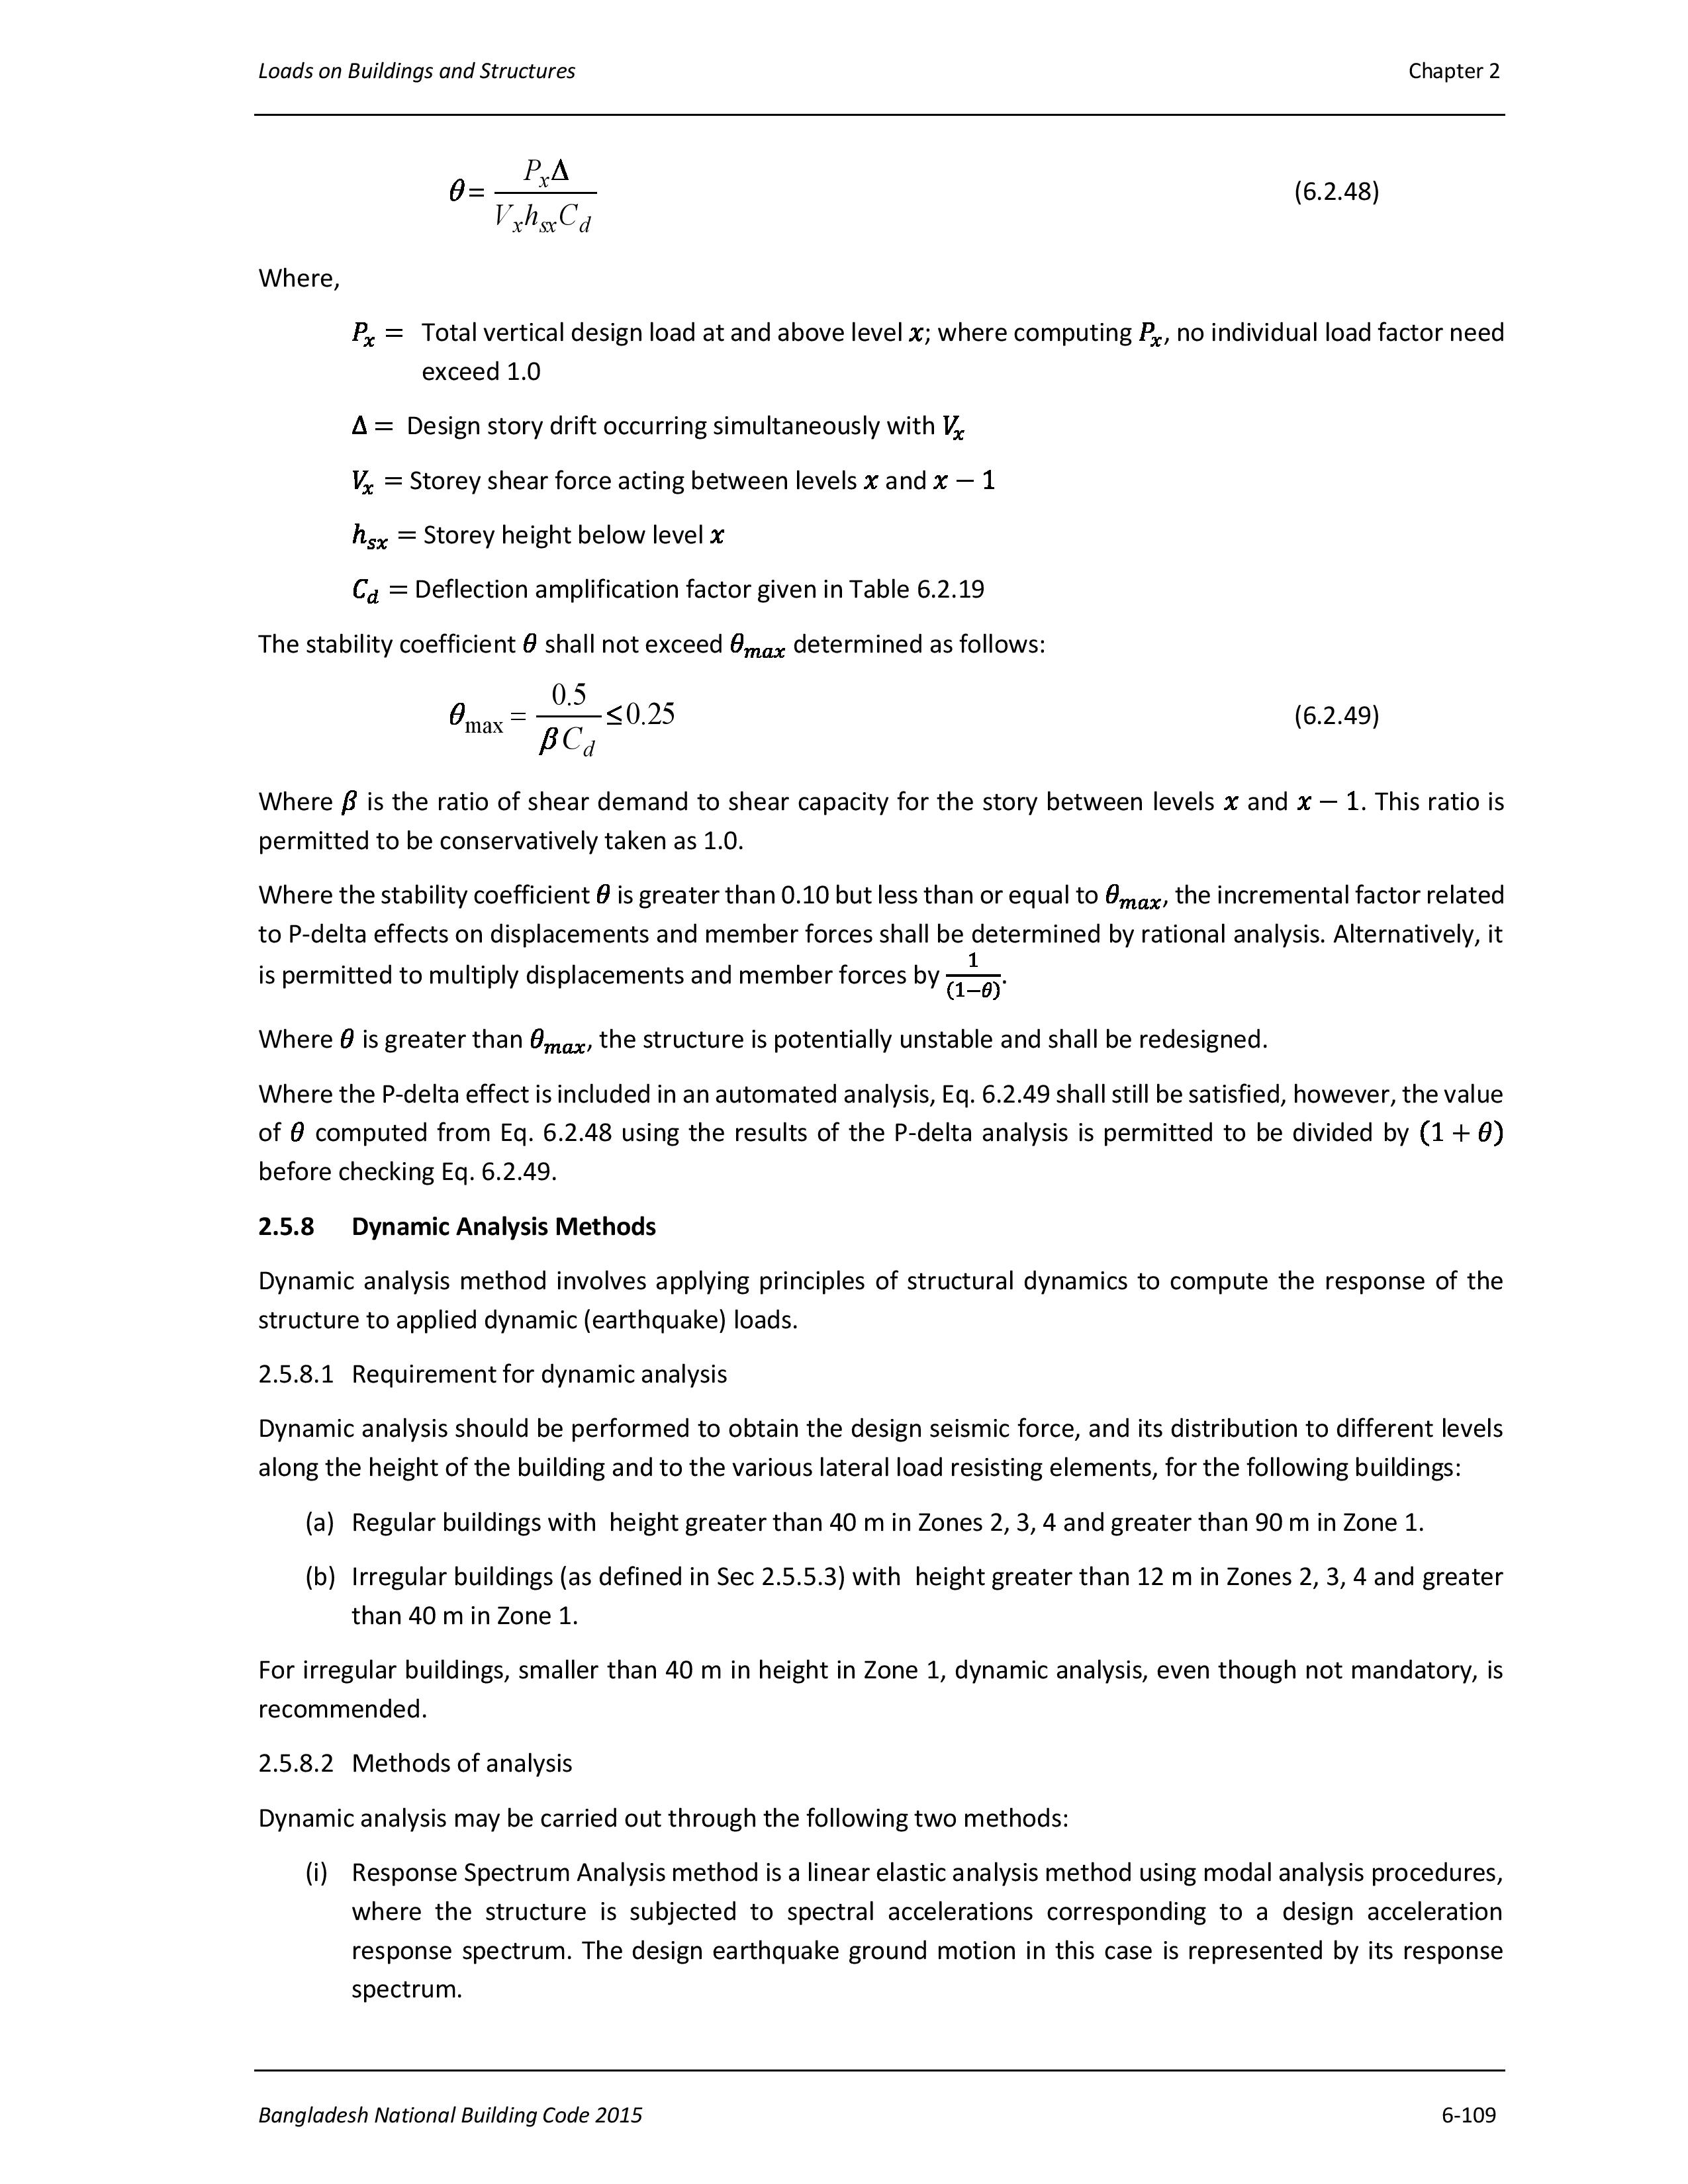 Loads on Buildings and Structures Chapter 2
θ = P_xΔ / V_x h_sx C_d (6.2.48)
Where,
P_x = Total vertical design load at and above level x; where computing P_x, no individual load factor need
exceed 1.0
Δ = Design story drift occurring simultaneously with V_x
V_x = Storey shear force acting between levels x and x − 1
h_sx = Storey height below level x
C_d = Deflection amplification factor given in Table 6.2.19
The stability coefficient θ shall not exceed θ_max determined as follows:
θ_max = 0.5 / β C_d ≤ 0.25 (6.2.49)
Where β is the ratio of shear demand to shear capacity for the story between levels x and x − 1. This ratio is
permitted to be conservatively taken as 1.0.
Where the stability coefficient θ is greater than 0.10 but less than or equal to θ_max, the incremental factor related
to P-delta effects on displacements and member forces shall be determined by rational analysis. Alternatively, it
is permitted to multiply displacements and member forces by 1/(1−θ).
Where θ is greater than θ_max, the structure is potentially unstable and shall be redesigned.
Where the P-delta effect is included in an automated analysis, Eq. 6.2.49 shall still be satisfied, however, the value
of θ computed from Eq. 6.2.48 using the results of the P-delta analysis is permitted to be divided by (1 + θ)
before checking Eq. 6.2.49.
2.5.8 Dynamic Analysis Methods
Dynamic analysis method involves applying principles of structural dynamics to compute the response of the
structure to applied dynamic (earthquake) loads.
2.5.8.1 Requirement for dynamic analysis
Dynamic analysis should be performed to obtain the design seismic force, and its distribution to different levels
along the height of the building and to the various lateral load resisting elements, for the following buildings:
(a) Regular buildings with height greater than 40 m in Zones 2, 3, 4 and greater than 90 m in Zone 1.
(b) Irregular buildings (as defined in Sec 2.5.5.3) with height greater than 12 m in Zones 2, 3, 4 and greater
than 40 m in Zone 1.
For irregular buildings, smaller than 40 m in height in Zone 1, dynamic analysis, even though not mandatory, is
recommended.
2.5.8.2 Methods of analysis
Dynamic analysis may be carried out through the following two methods:
(i) Response Spectrum Analysis method is a linear elastic analysis method using modal analysis procedures,
where the structure is subjected to spectral accelerations corresponding to a design acceleration
response spectrum. The design earthquake ground motion in this case is represented by its response
spectrum.
Bangladesh National Building Code 2015 6-109